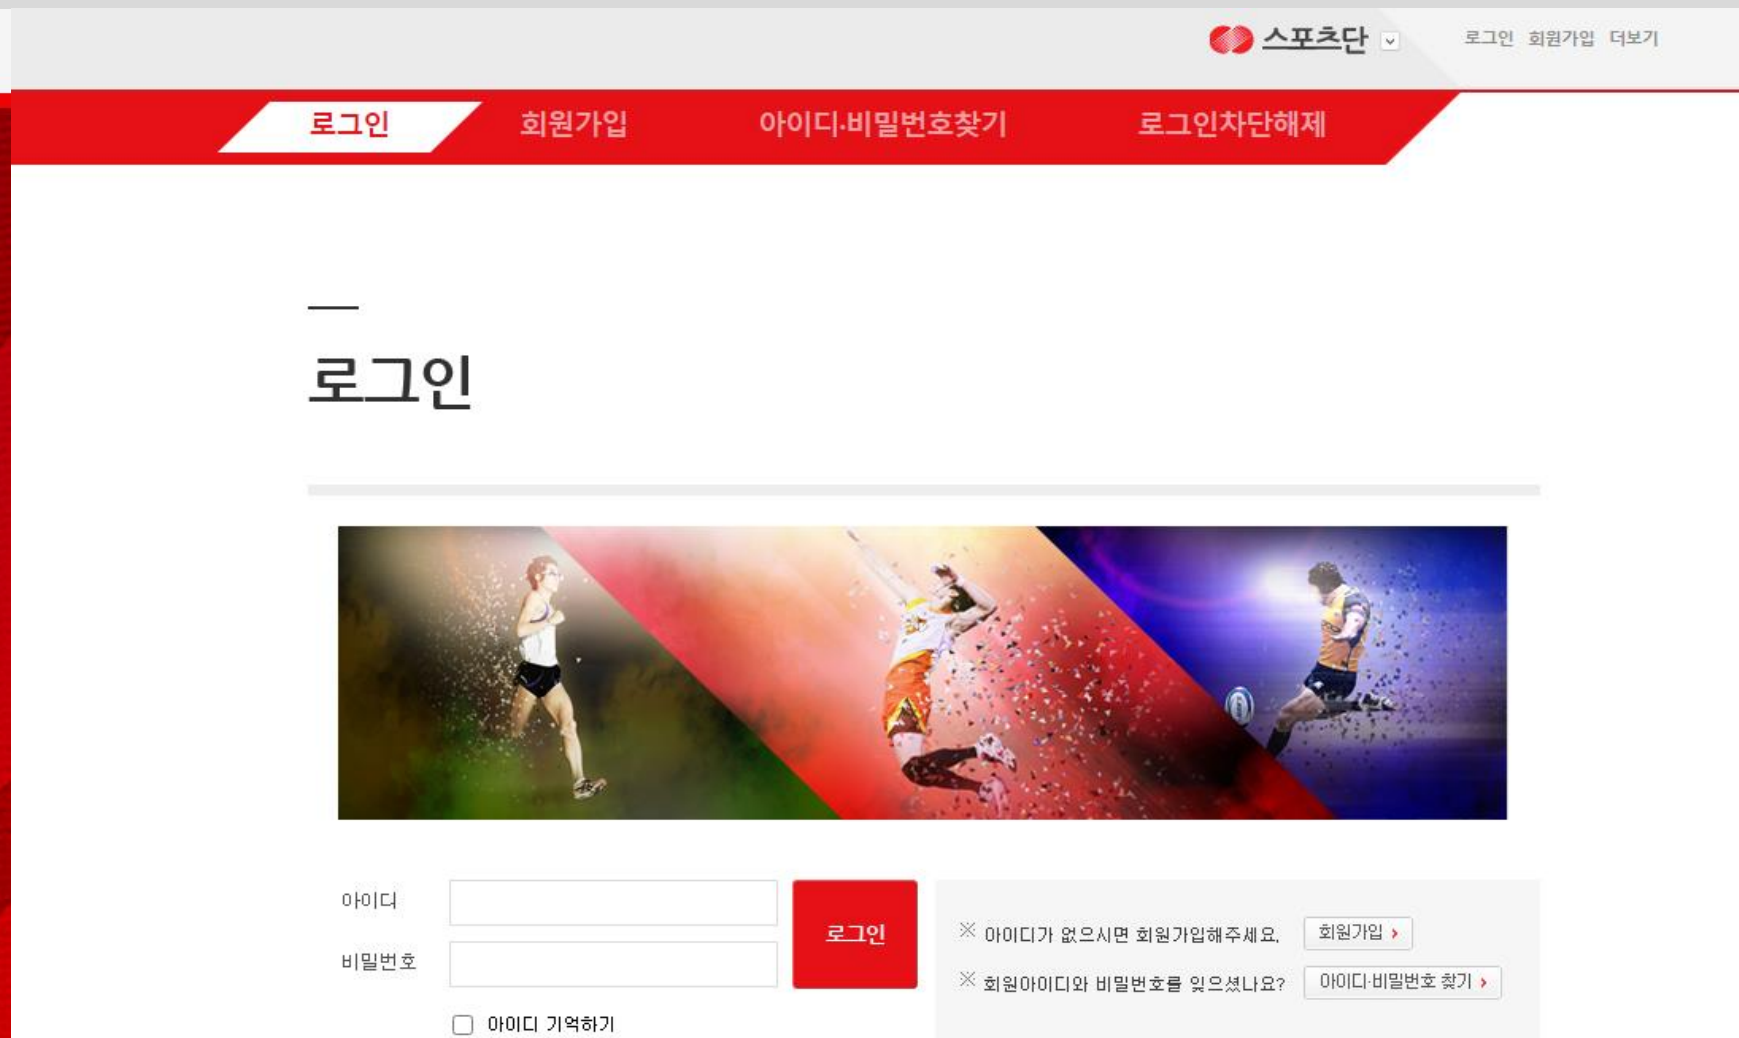 스포츠단
로그인 회원가입 더보기
로그인 회원가입 아이디·비밀번호찾기 로그인차단해제
로그인
아이디
비밀번호
로그인
아이디 기억하기
※ 아이디가 없으시면 회원가입해주세요. 회원가입 ›
※ 회원아이디와 비밀번호를 잊으셨나요? 아이디·비밀번호 찾기 ›